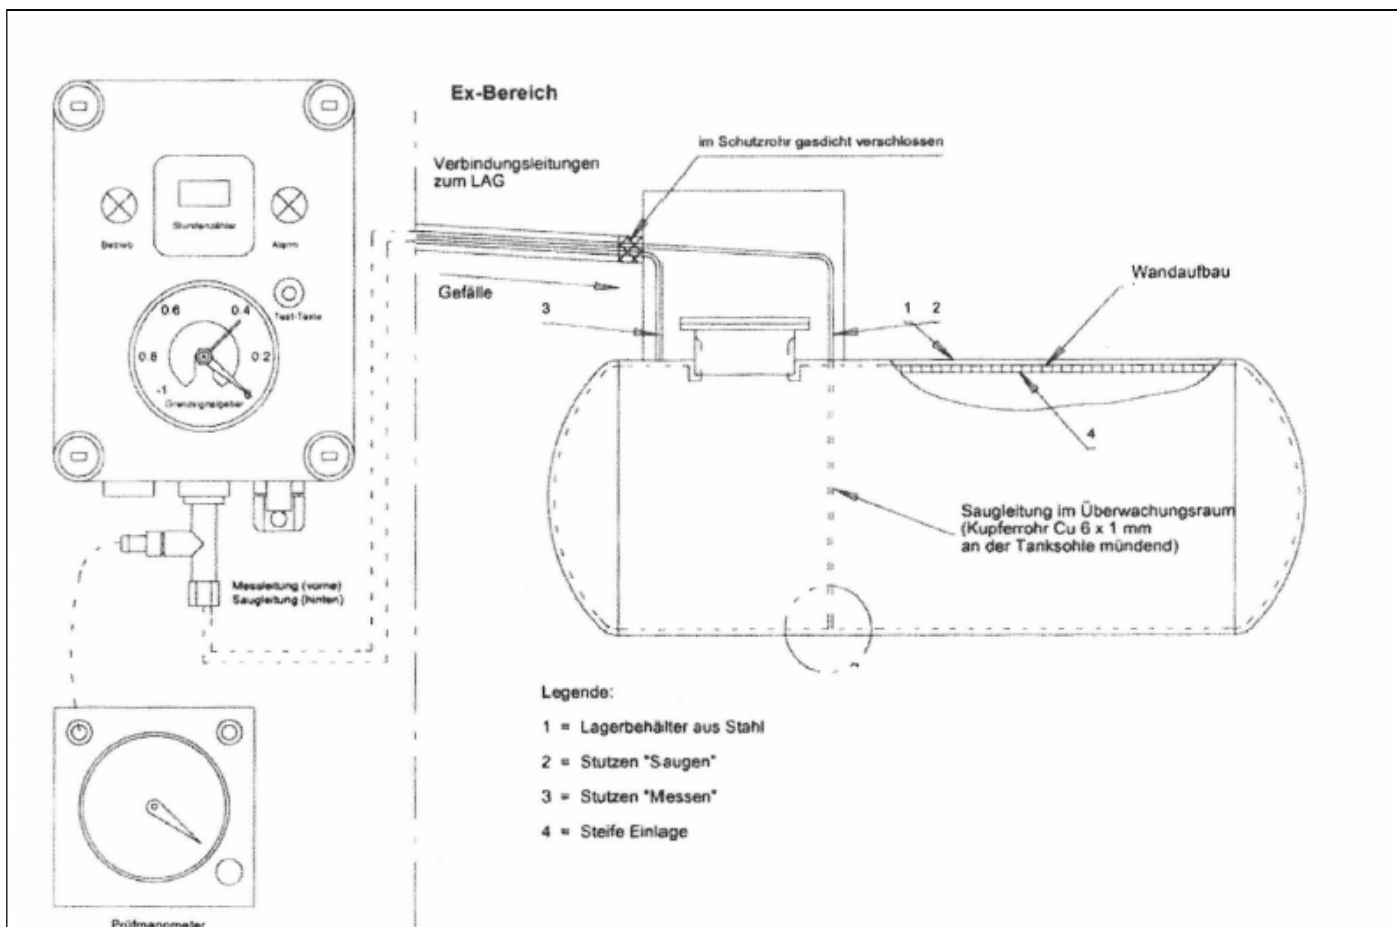 Ex-Bereich
im Schutzrohr gasdicht verschlossen
Verbindungsleitungen
zum LAG
Stundenzähler
Betrieb
Alarm
Wandaufbau
Gefälle
3
1
2
Test-Taste
0.6
0.4
0.8
0.2
-1
0
Grenzsignalgeber
4
Saugleitung im Überwachungsraum
(Kupferrohr Cu 6 x 1 mm
an der Tanksohle mündend)
Messleitung (vorne)
Saugleitung (hinten)
Legende:
1 = Lagerbehälter aus Stahl
2 = Stutzen "Saugen"
3 = Stutzen "Messen"
4 = Steife Einlage
Prüfmanometer